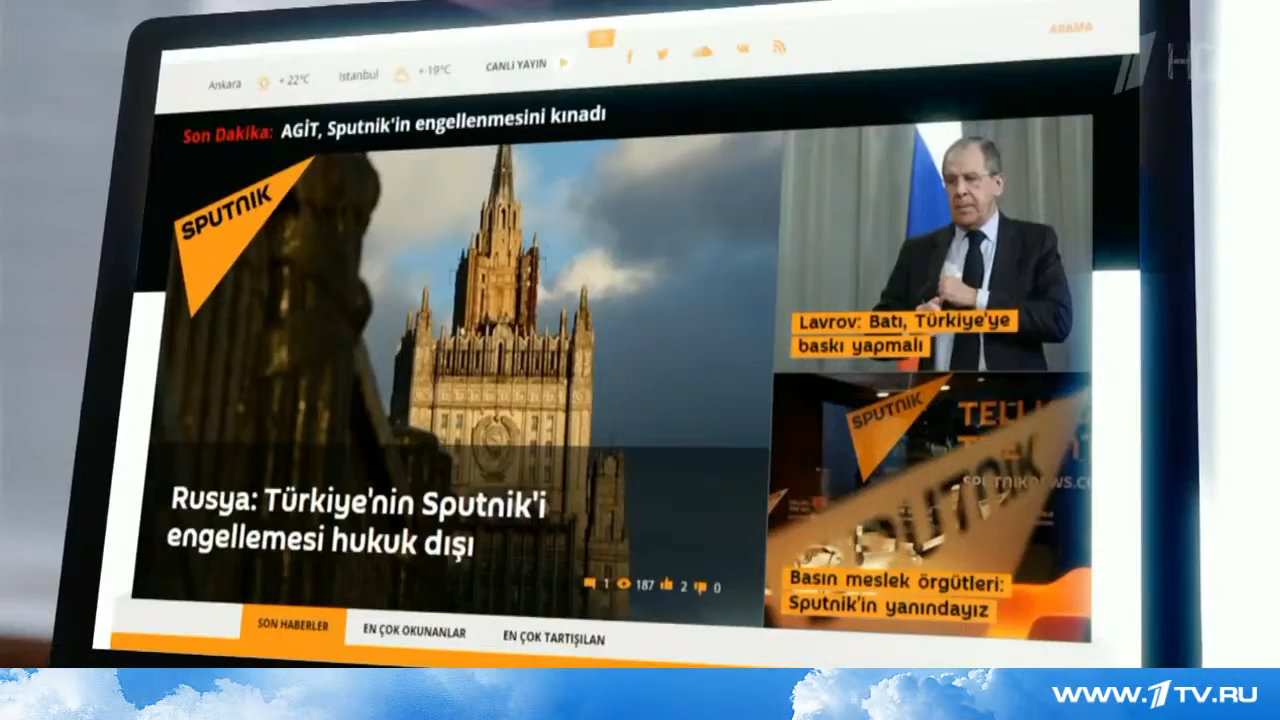 ARAMA
Ankara +22°C Istanbul +19°C CANLI YAYIN
Son Dakika: AGİT, Sputnik'in engellenmesini kınadı
SPUTNIK
Lavrov: Batı, Türkiye'ye
baskı yapmalı
Rusya: Türkiye'nin Sputnik'i
engellemesi hukuk dışı
1 187 2 0
SPUTNIK
SPUTNIK
Basın meslek örgütleri:
Sputnik'in yanındayız
SON HABERLER EN ÇOK OKUNANLAR EN ÇOK TARTIŞILAN
WWW.1TV.RU